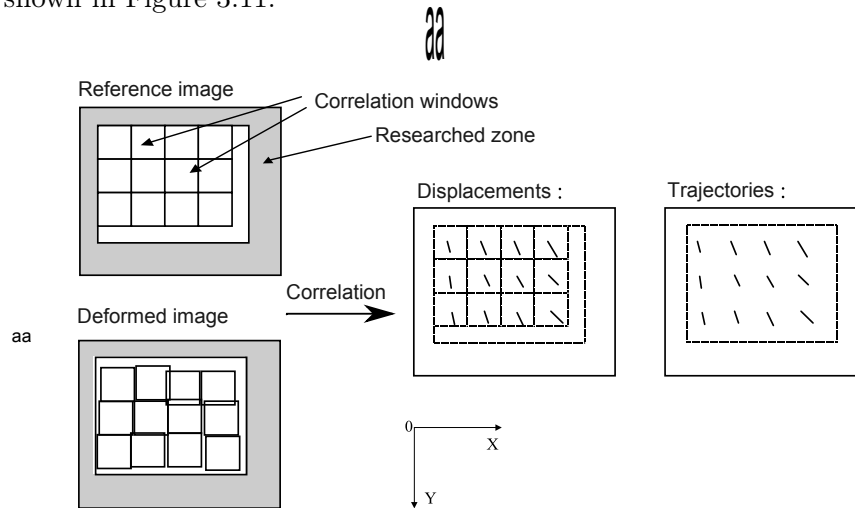 shown in Figure 3.11.
aa
Reference image
Correlation windows
Researched zone
Displacements :
Trajectories :
Correlation
Deformed image
aa
0
X
Y